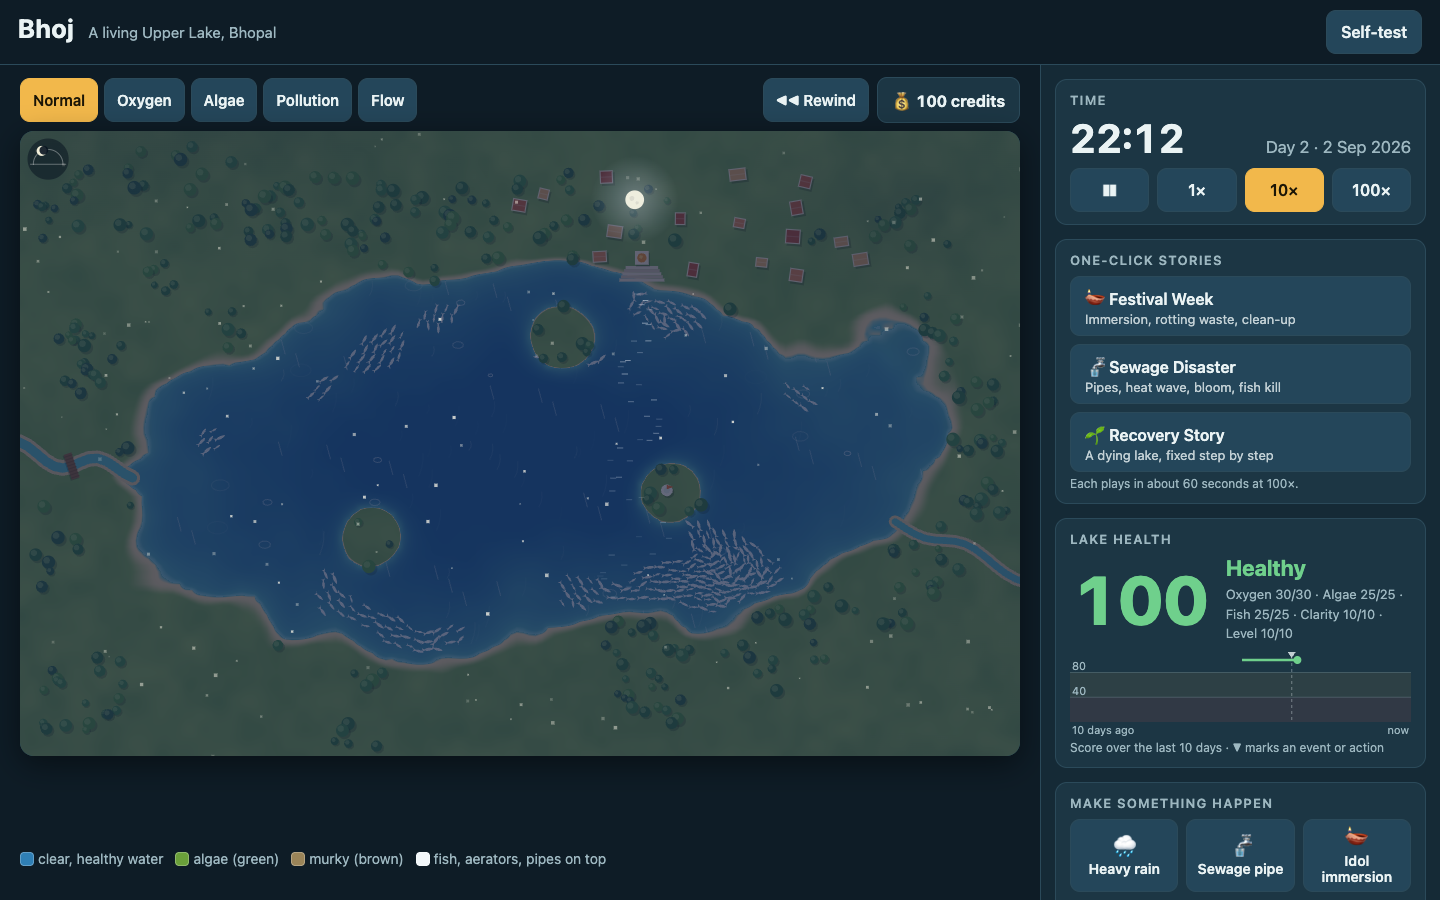 Bhoj
A living Upper Lake, Bhopal
Self-test
Normal
Oxygen
Algae
Pollution
Flow
◀◀ Rewind
💰 100 credits
clear, healthy water
algae (green)
murky (brown)
fish, aerators, pipes on top
TIME
22:12
Day 2 · 2 Sep 2026
1×
10×
100×
ONE-CLICK STORIES
Festival Week
Immersion, rotting waste, clean-up
Sewage Disaster
Pipes, heat wave, bloom, fish kill
Recovery Story
A dying lake, fixed step by step
Each plays in about 60 seconds at 100×.
LAKE HEALTH
100
Healthy
Oxygen 30/30 · Algae 25/25 ·
Fish 25/25 · Clarity 10/10 ·
Level 10/10
80
40
10 days ago
now
Score over the last 10 days · ▼ marks an event or action
MAKE SOMETHING HAPPEN
Heavy rain
Sewage pipe
Idol
immersion